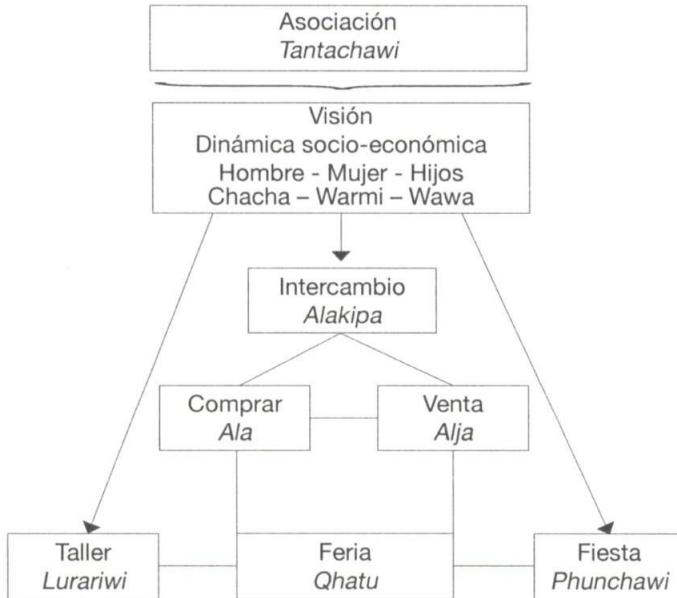 Asociación
Tantachawi
Visión
Dinámica socio-económica
Hombre - Mujer - Hijos
Chacha – Warmi – Wawa
Intercambio
Alakipa
Comprar
Ala
Venta
Alja
Taller
Lurariwi
Feria
Qhatu
Fiesta
Phunchawi